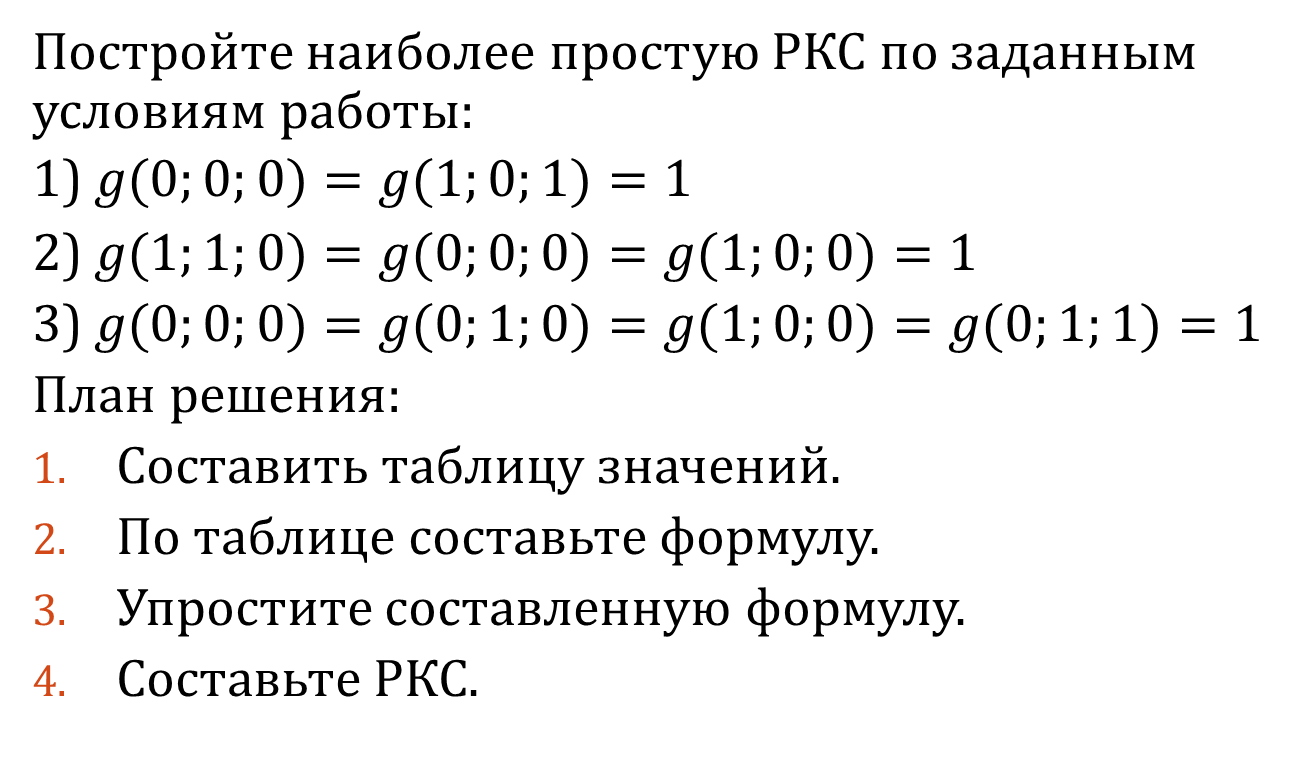 Постройте наиболее простую РКС по заданным
условиям работы:
1) g(0; 0; 0) = g(1; 0; 1) = 1
2) g(1; 1; 0) = g(0; 0; 0) = g(1; 0; 0) = 1
3) g(0; 0; 0) = g(0; 1; 0) = g(1; 0; 0) = g(0; 1; 1) = 1
План решения:
1. Составить таблицу значений.
2. По таблице составьте формулу.
3. Упростите составленную формулу.
4. Составьте РКС.